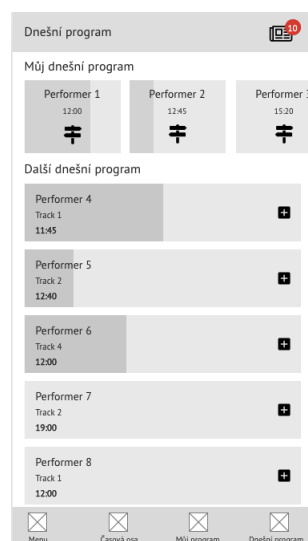 Dnešní program
10
Můj dnešní program
Performer 1
12:00
Performer 2
12:45
Performer 3
15:20
Další dnešní program
Performer 4
Track 1
11:45
Performer 5
Track 2
12:40
Performer 6
Track 4
12:00
Performer 7
Track 2
19:00
Performer 8
Track 1
12:00
Menu
Časová osa
Můj program
Dnešní program